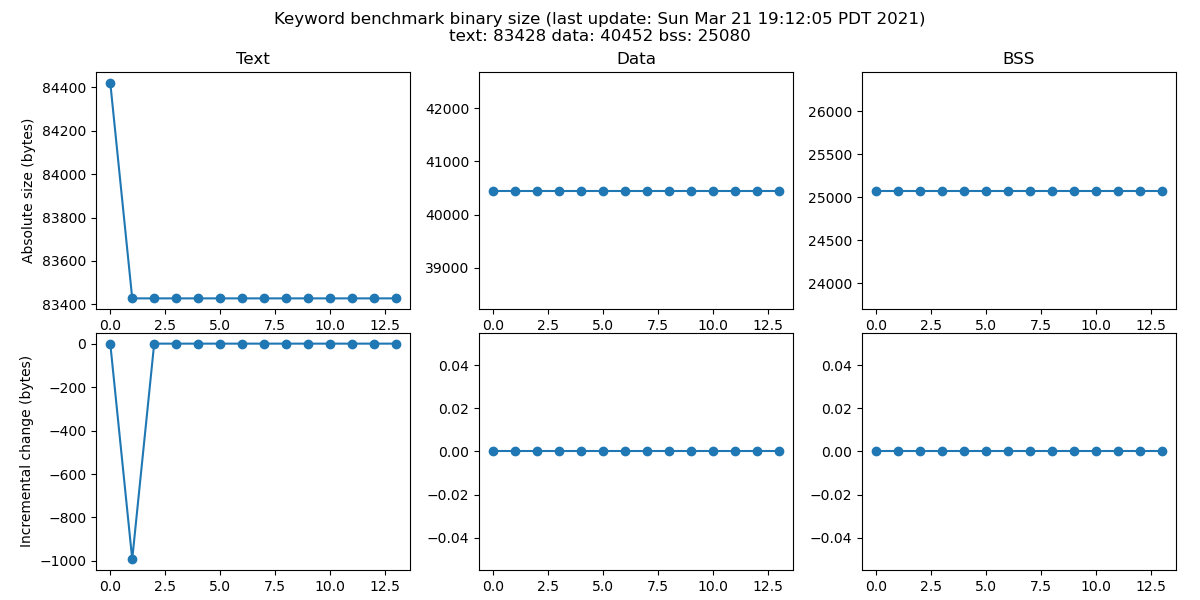 Keyword benchmark binary size (last update: Sun Mar 21 19:12:05 PDT 2021)
text: 83428 data: 40452 bss: 25080
Text
Data
BSS
Absolute size (bytes)
84400
84200
84000
83800
83600
83400
0.0 2.5 5.0 7.5 10.0 12.5
42000
41000
40000
39000
0.0 2.5 5.0 7.5 10.0 12.5
26000
25500
25000
24500
24000
0.0 2.5 5.0 7.5 10.0 12.5
Incremental change (bytes)
0
−200
−400
−600
−800
−1000
0.0 2.5 5.0 7.5 10.0 12.5
0.04
0.02
0.00
−0.02
−0.04
0.0 2.5 5.0 7.5 10.0 12.5
0.04
0.02
0.00
−0.02
−0.04
0.0 2.5 5.0 7.5 10.0 12.5